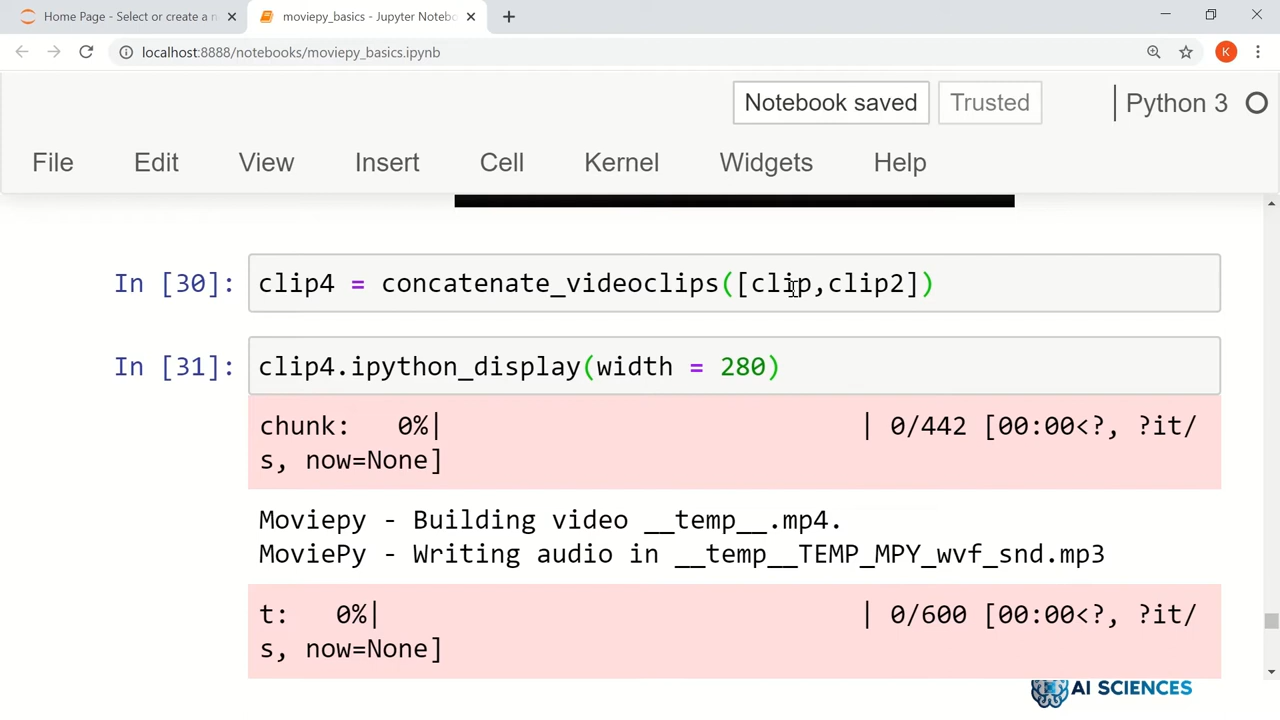 Home Page - Select or create a n
moviepy_basics - Jupyter Notebo
localhost:8888/notebooks/moviepy_basics.ipynb
K
Notebook saved
Trusted
Python 3
File
Edit
View
Insert
Cell
Kernel
Widgets
Help
In [30]:
clip4 = concatenate_videoclips([clip,clip2])
In [31]:
clip4.ipython_display(width = 280)
chunk:   0%|                            | 0/442 [00:00<?, ?it/
s, now=None]
Moviepy - Building video __temp__.mp4.
MoviePy - Writing audio in __temp__TEMP_MPY_wvf_snd.mp3
t:   0%|                                | 0/600 [00:00<?, ?it/
s, now=None]
AI SCIENCES